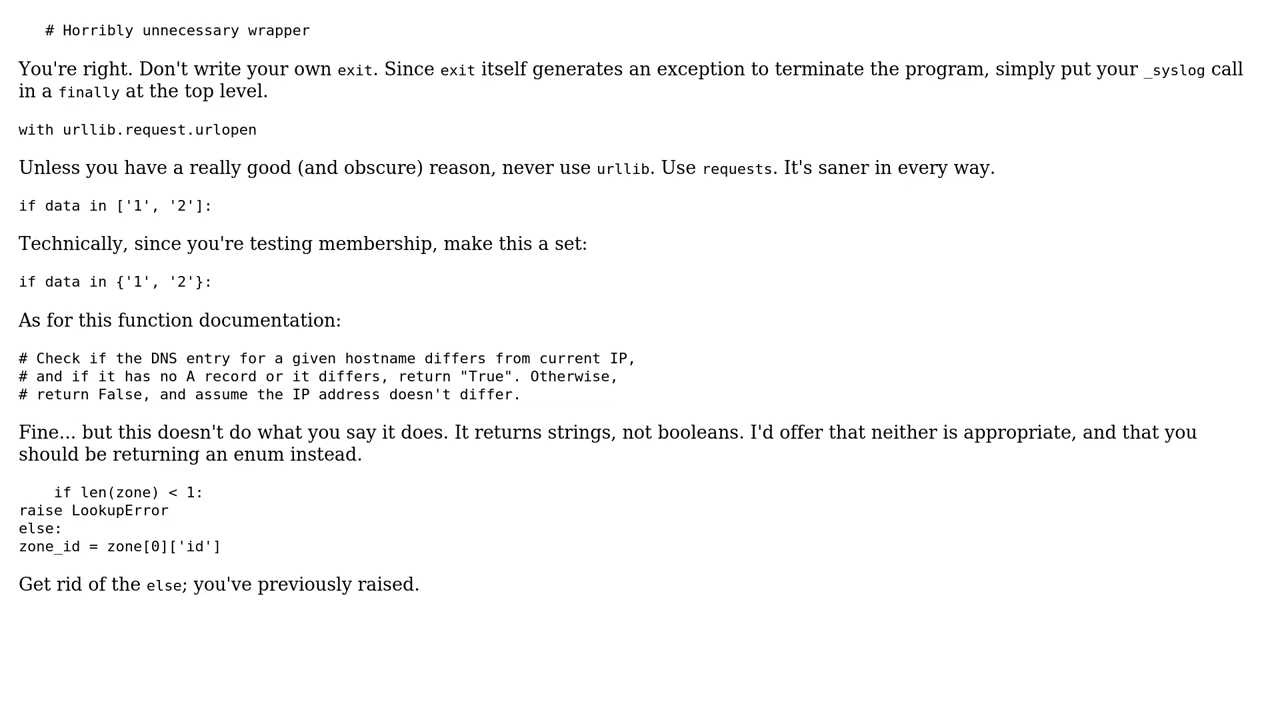 # Horribly unnecessary wrapper
You're right. Don't write your own exit. Since exit itself generates an exception to terminate the program, simply put your _syslog call
in a finally at the top level.
with urllib.request.urlopen
Unless you have a really good (and obscure) reason, never use urllib. Use requests. It's saner in every way.
if data in ['1', '2']:
Technically, since you're testing membership, make this a set:
if data in {'1', '2'}:
As for this function documentation:
# Check if the DNS entry for a given hostname differs from current IP,
# and if it has no A record or it differs, return "True". Otherwise,
# return False, and assume the IP address doesn't differ.
Fine... but this doesn't do what you say it does. It returns strings, not booleans. I'd offer that neither is appropriate, and that you
should be returning an enum instead.
if len(zone) < 1:
raise LookupError
else:
zone_id = zone[0]['id']
Get rid of the else; you've previously raised.